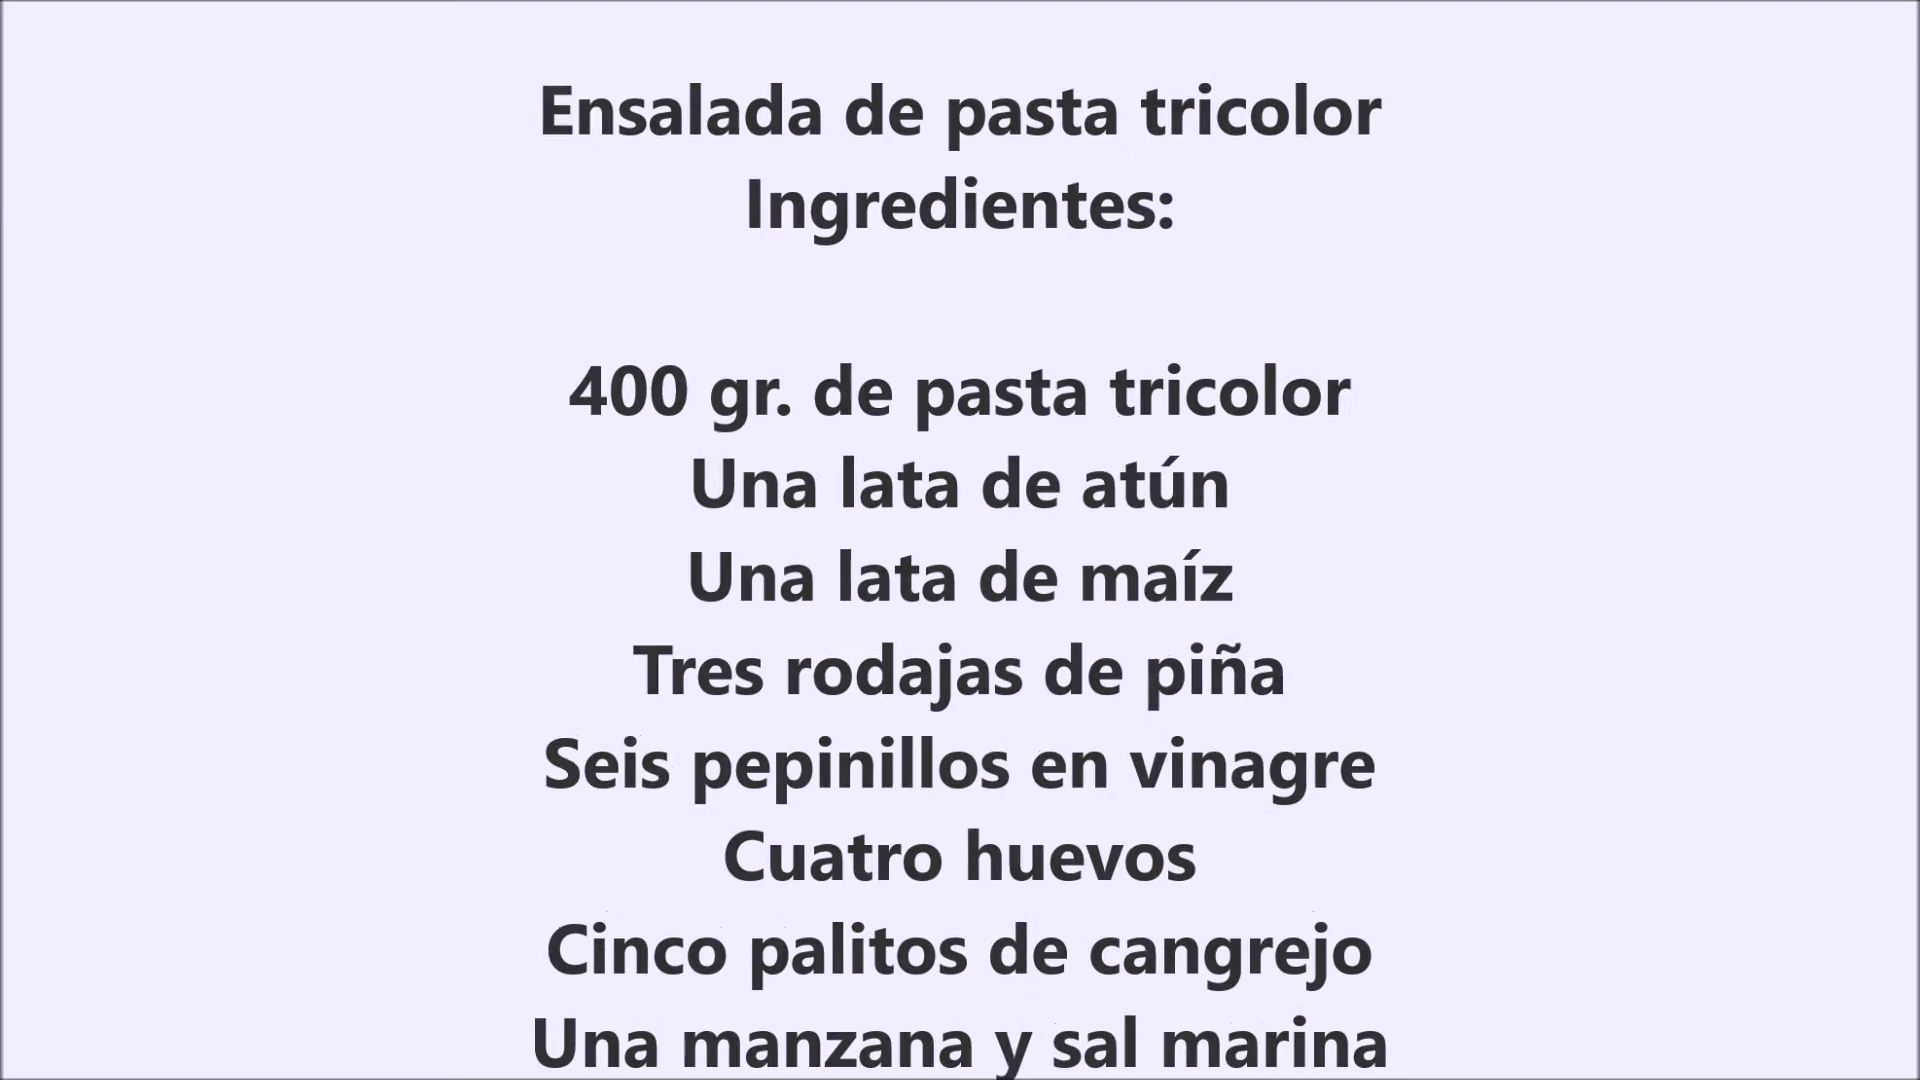 Ensalada de pasta tricolor
Ingredientes:
400 gr. de pasta tricolor
Una lata de atún
Una lata de maíz
Tres rodajas de piña
Seis pepinillos en vinagre
Cuatro huevos
Cinco palitos de cangrejo
Una manzana y sal marina